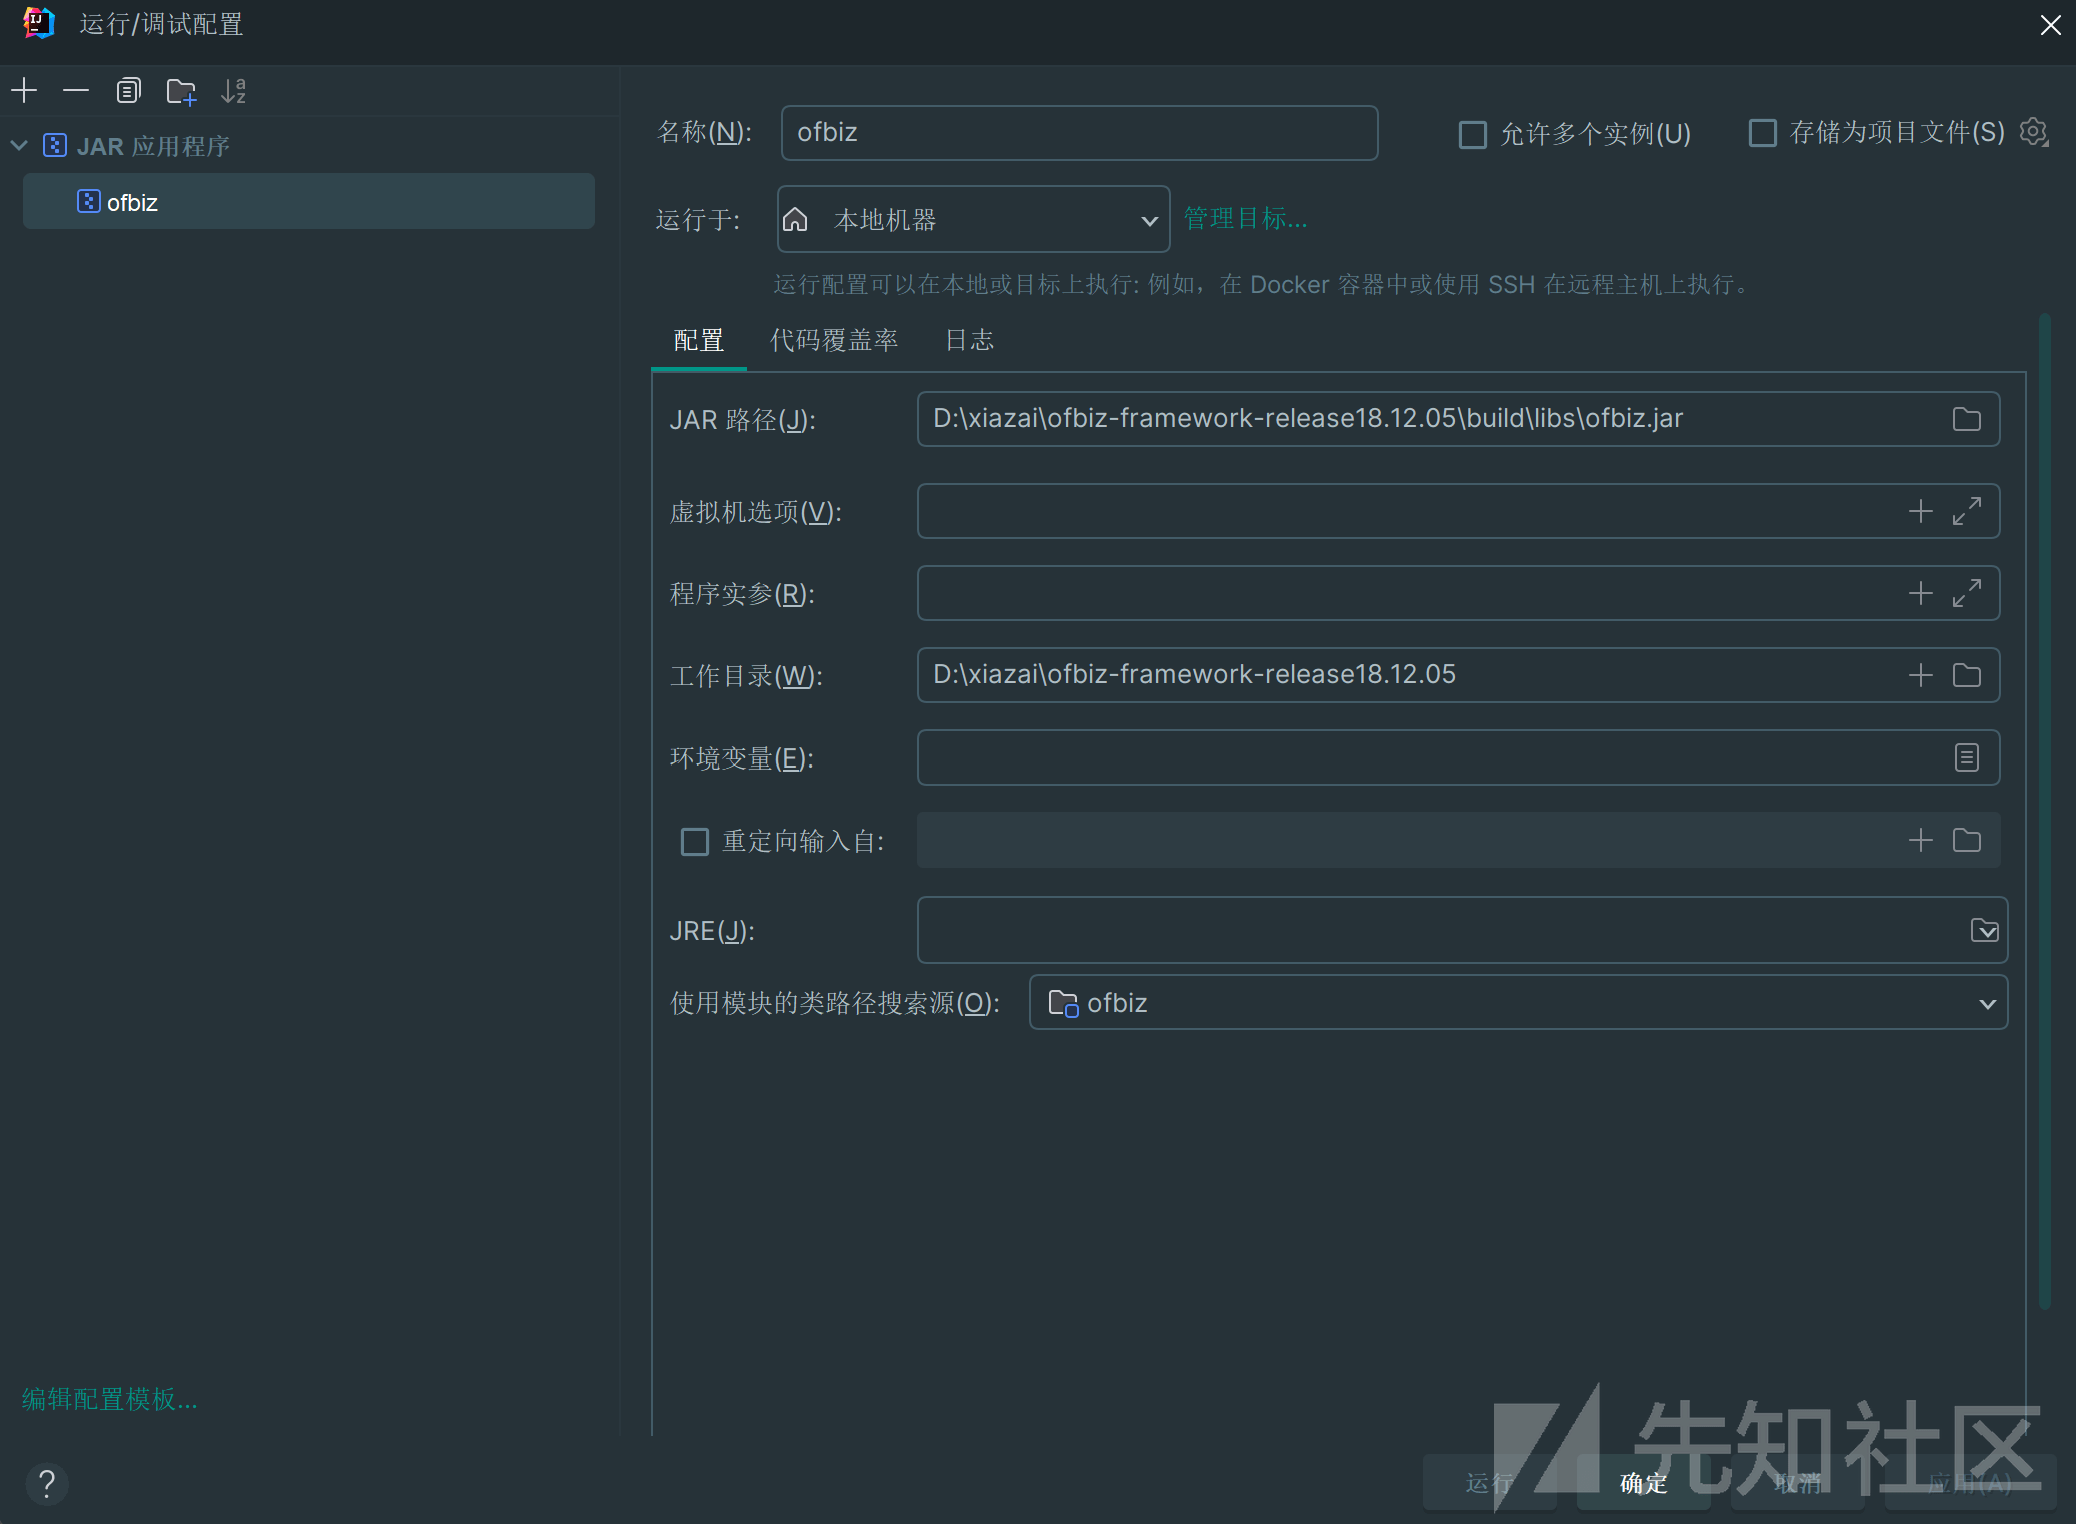 运行/调试配置
JAR 应用程序
ofbiz
编辑配置模板...
名称(N):
ofbiz
允许多个实例(U)
存储为项目文件(S)
运行于:
本地机器
管理目标...
运行配置可以在本地或目标上执行: 例如，在 Docker 容器中或使用 SSH 在远程主机上执行。
配置
代码覆盖率
日志
JAR 路径(J):
D:\xiazai\ofbiz-framework-release18.12.05\build\libs\ofbiz.jar
虚拟机选项(V):
程序实参(R):
工作目录(W):
D:\xiazai\ofbiz-framework-release18.12.05
环境变量(E):
重定向输入自:
JRE(J):
使用模块的类路径搜索源(O):
ofbiz
运行
确定
取消
应用(A)
先知社区